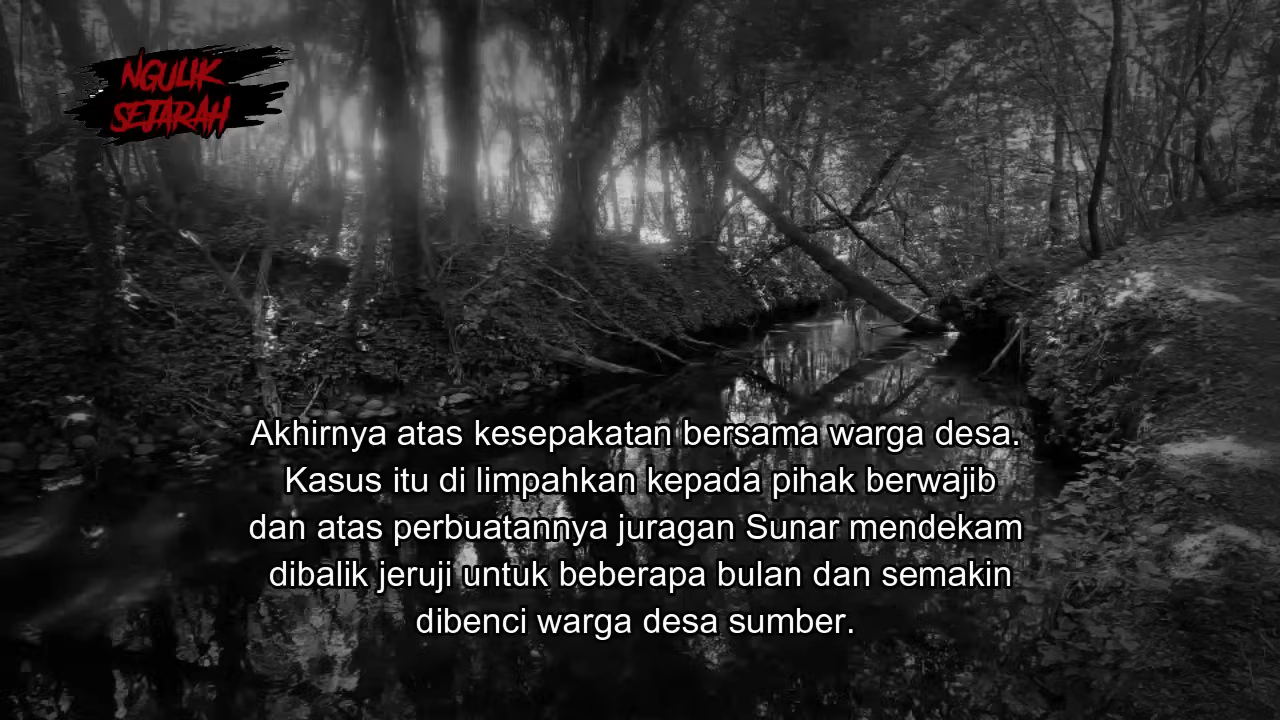 NGULIK
SEJARAH
Akhirnya atas kesepakatan bersama warga desa.
Kasus itu di limpahkan kepada pihak berwajib
dan atas perbuatannya juragan Sunar mendekam
dibalik jeruji untuk beberapa bulan dan semakin
dibenci warga desa sumber.